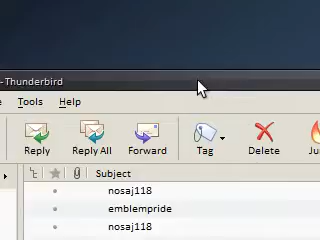 - Thunderbird
Tools Help
Reply Reply All Forward Tag Delete
Subject
nosaj118
emblempride
nosaj118